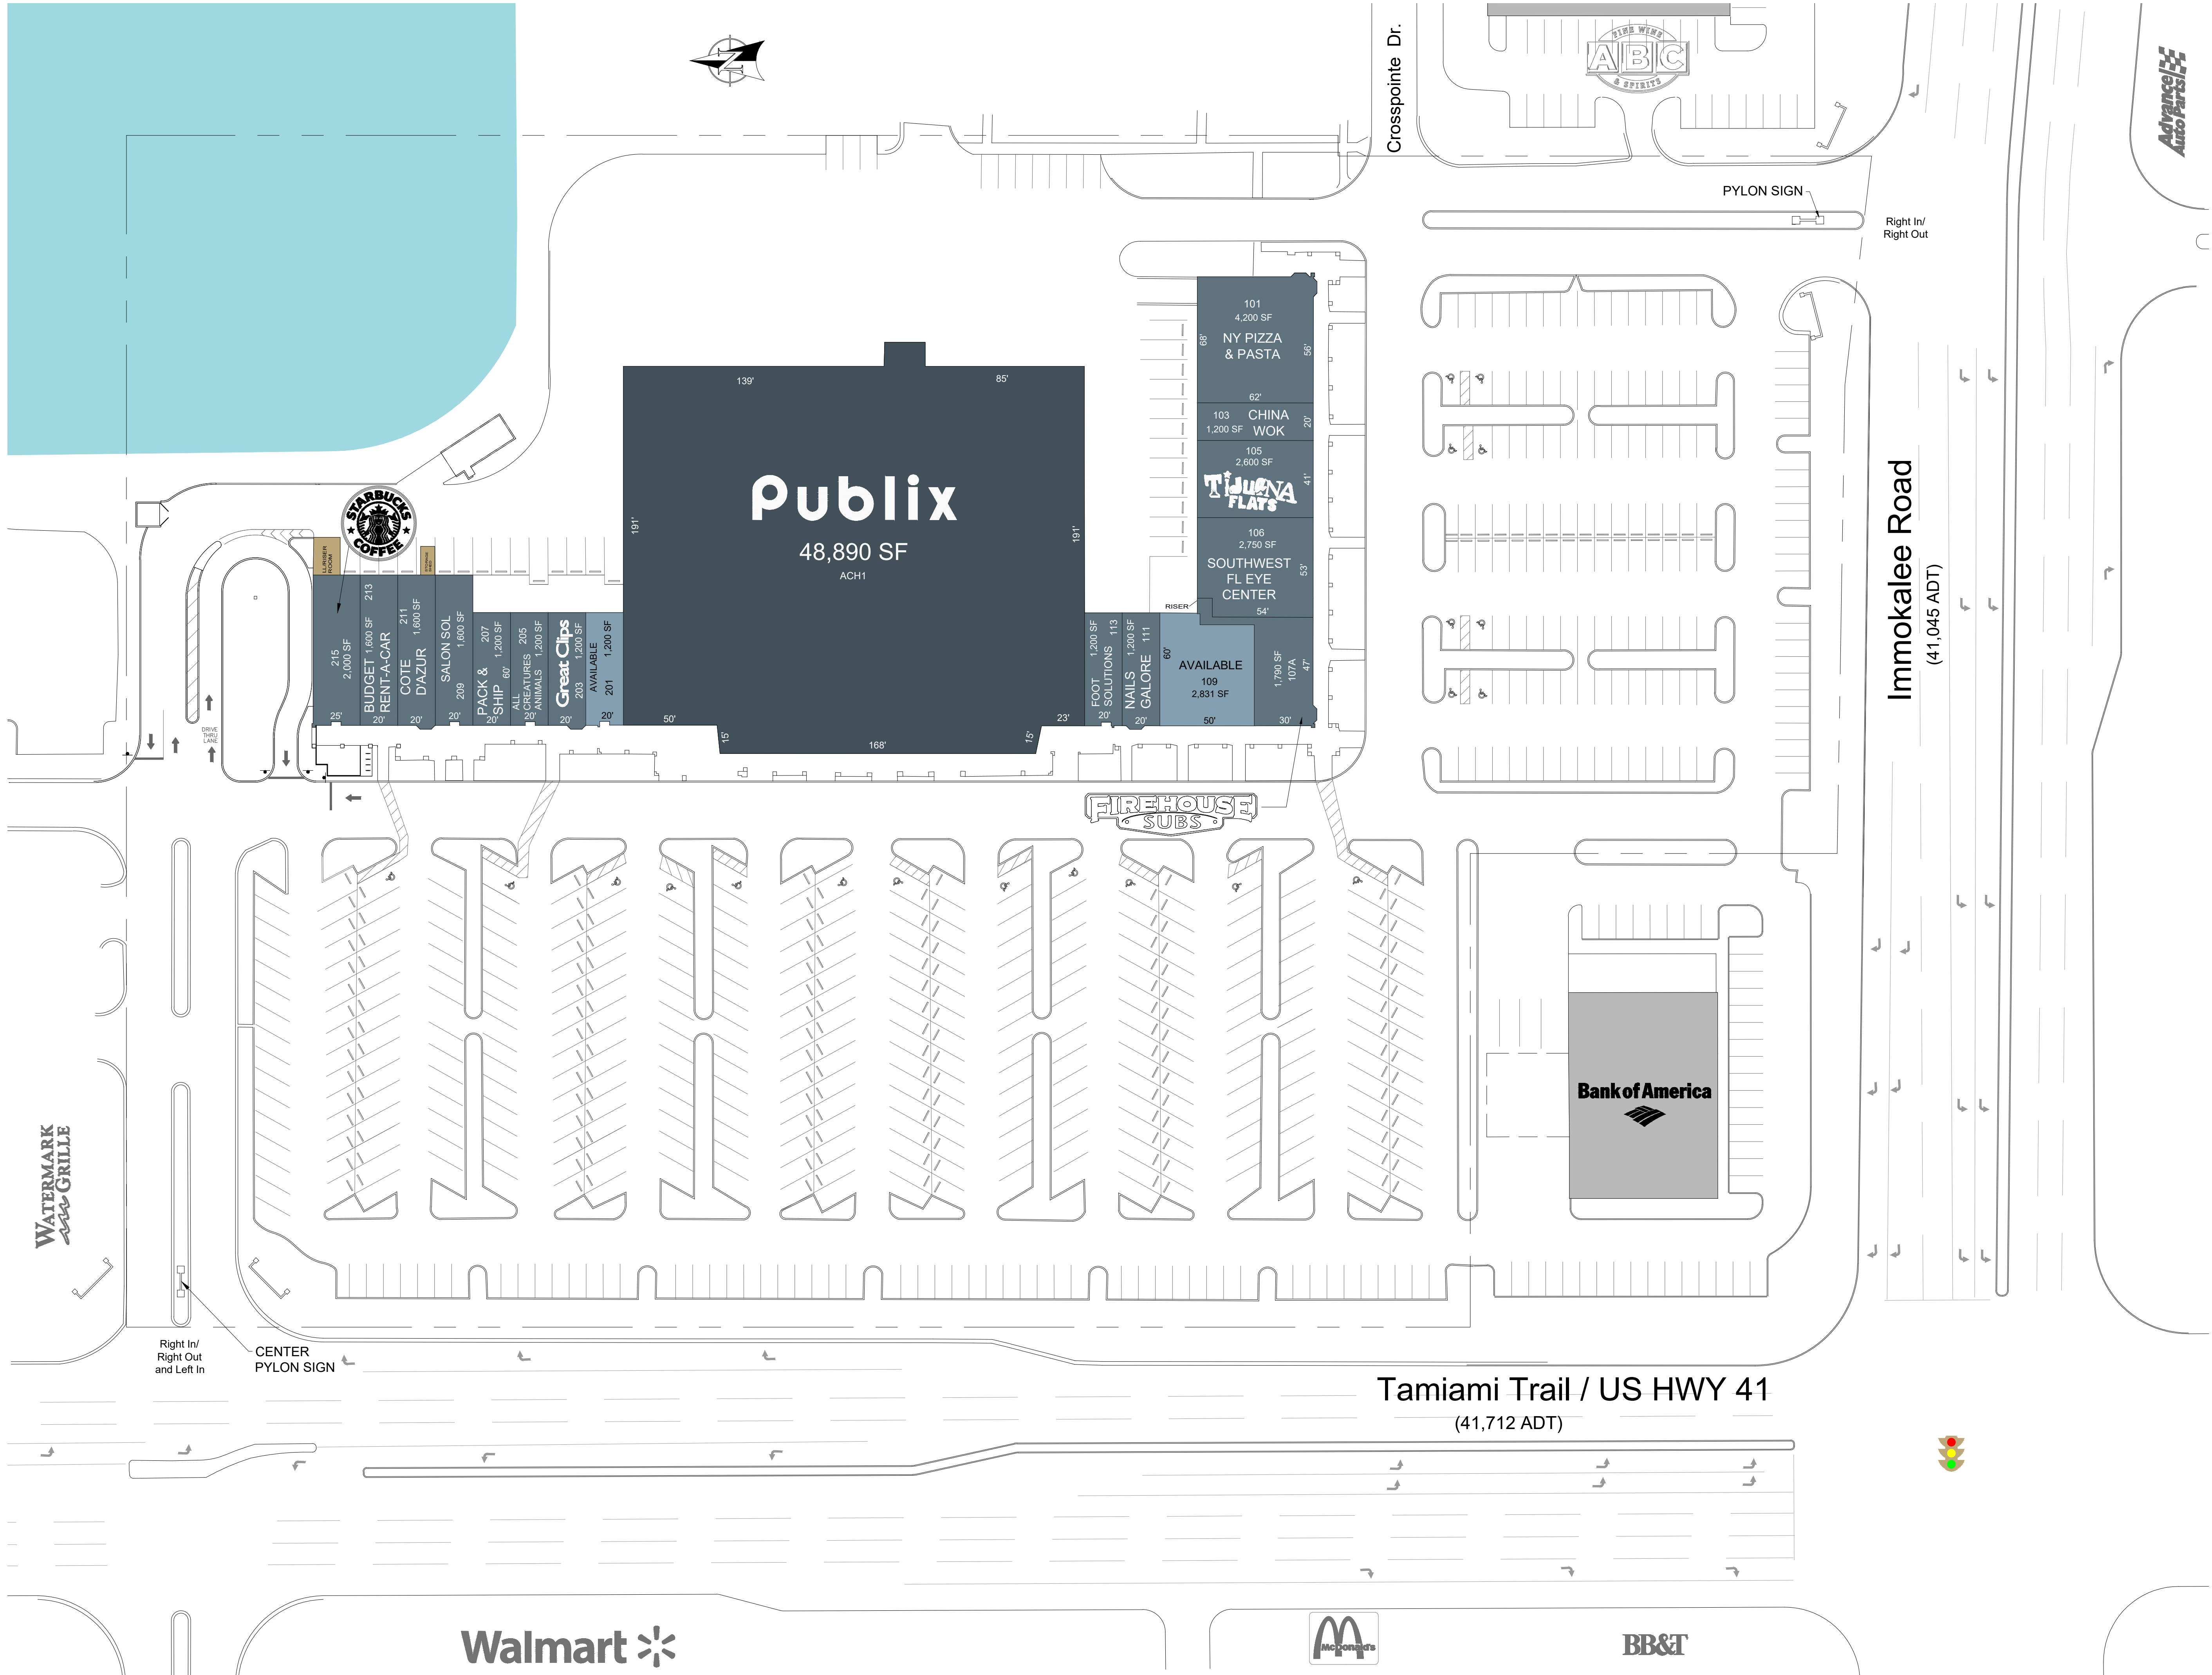 Crosspointe Dr.
FINE WINE
ABC
& SPIRITS
Advance
Auto Parts
N
PYLON SIGN
Right In/
Right Out
101
4,200 SF
NY PIZZA
& PASTA
68'
56'
62'
103
1,200 SF
CHINA
WOK
20'
105
2,600 SF
TIJUANA
FLATS
41'
106
2,750 SF
SOUTHWEST
FL EYE
CENTER
53'
54'
RISER
139'
85'
191'
191'
Publix
48,890 SF
ACH1
50'
23'
15'
15'
168'
STARBUCKS
COFFEE
LL/RISER
ROOM
STORAGE
SHED
215
2,000 SF
25'
BUDGET
RENT-A-CAR
1,600 SF
213
20'
COTE
D'AZUR
211
1,600 SF
20'
SALON SOL
209
1,600 SF
20'
PACK &
SHIP
207
1,200 SF
60'
20'
ALL
CREATURES
ANIMALS
205
1,200 SF
20'
Great Clips
203
1,200 SF
20'
AVAILABLE
201
1,200 SF
20'
FOOT
SOLUTIONS
1,200 SF
113
20'
NAILS
GALORE
1,200 SF
111
20'
60'
AVAILABLE
109
2,831 SF
50'
1,790 SF
107A
47'
30'
FIREHOUSE
SUBS
DRIVE
THRU
LANE
Immokalee Road
(41,045 ADT)
Bank of America
WATERMARK
GRILLE
Right In/
Right Out
and Left In
CENTER
PYLON SIGN
Tamiami Trail / US HWY 41
(41,712 ADT)
Walmart
McDonald's
BB&T